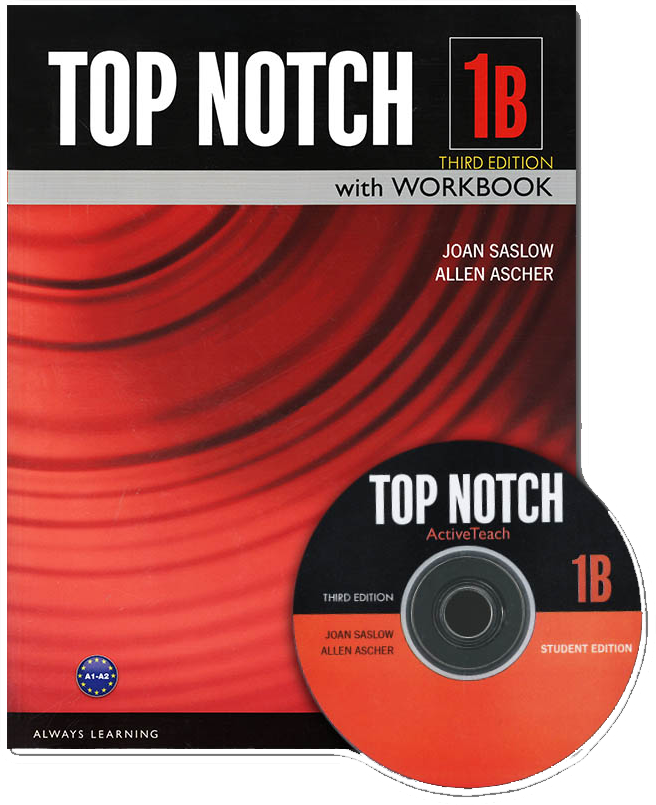 TOP NOTCH 1B
THIRD EDITION
with WORKBOOK
JOAN SASLOW
ALLEN ASCHER
TOP NOTCH
ActiveTeach
1B
THIRD EDITION
JOAN SASLOW
ALLEN ASCHER
STUDENT EDITION
A1-A2
ALWAYS LEARNING